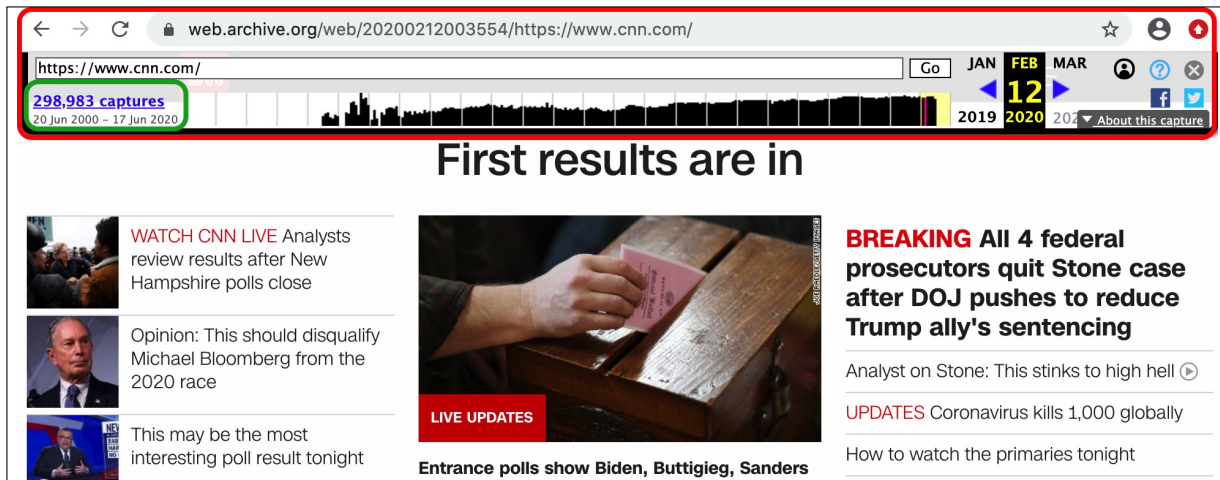 web.archive.org/web/20200212003554/https://www.cnn.com/
https://www.cnn.com/
Go
JAN FEB MAR
298,983 captures
12
20 Jun 2000 – 17 Jun 2020
2019 2020 202
About this capture
First results are in
WATCH CNN LIVE Analysts
review results after New
Hampshire polls close
Opinion: This should disqualify
Michael Bloomberg from the
2020 race
This may be the most
interesting poll result tonight
LIVE UPDATES
Entrance polls show Biden, Buttigieg, Sanders
BREAKING All 4 federal
prosecutors quit Stone case
after DOJ pushes to reduce
Trump ally's sentencing
Analyst on Stone: This stinks to high hell
UPDATES Coronavirus kills 1,000 globally
How to watch the primaries tonight